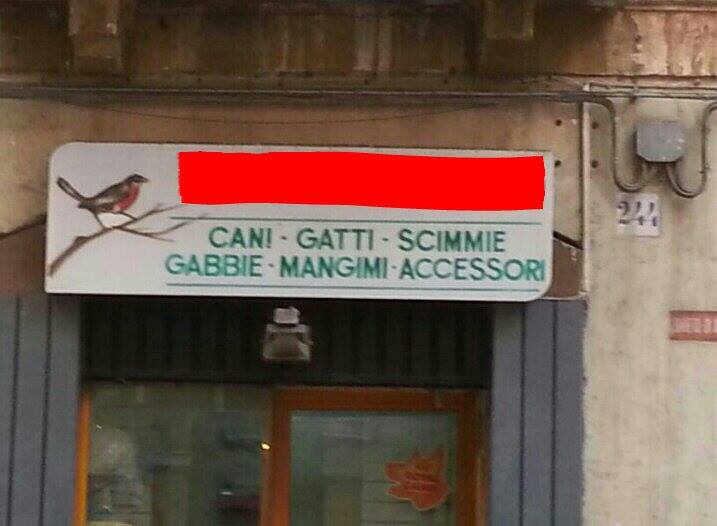 CANI - GATTI - SCIMMIE
GABBIE - MANGIMI - ACCESSORI
244